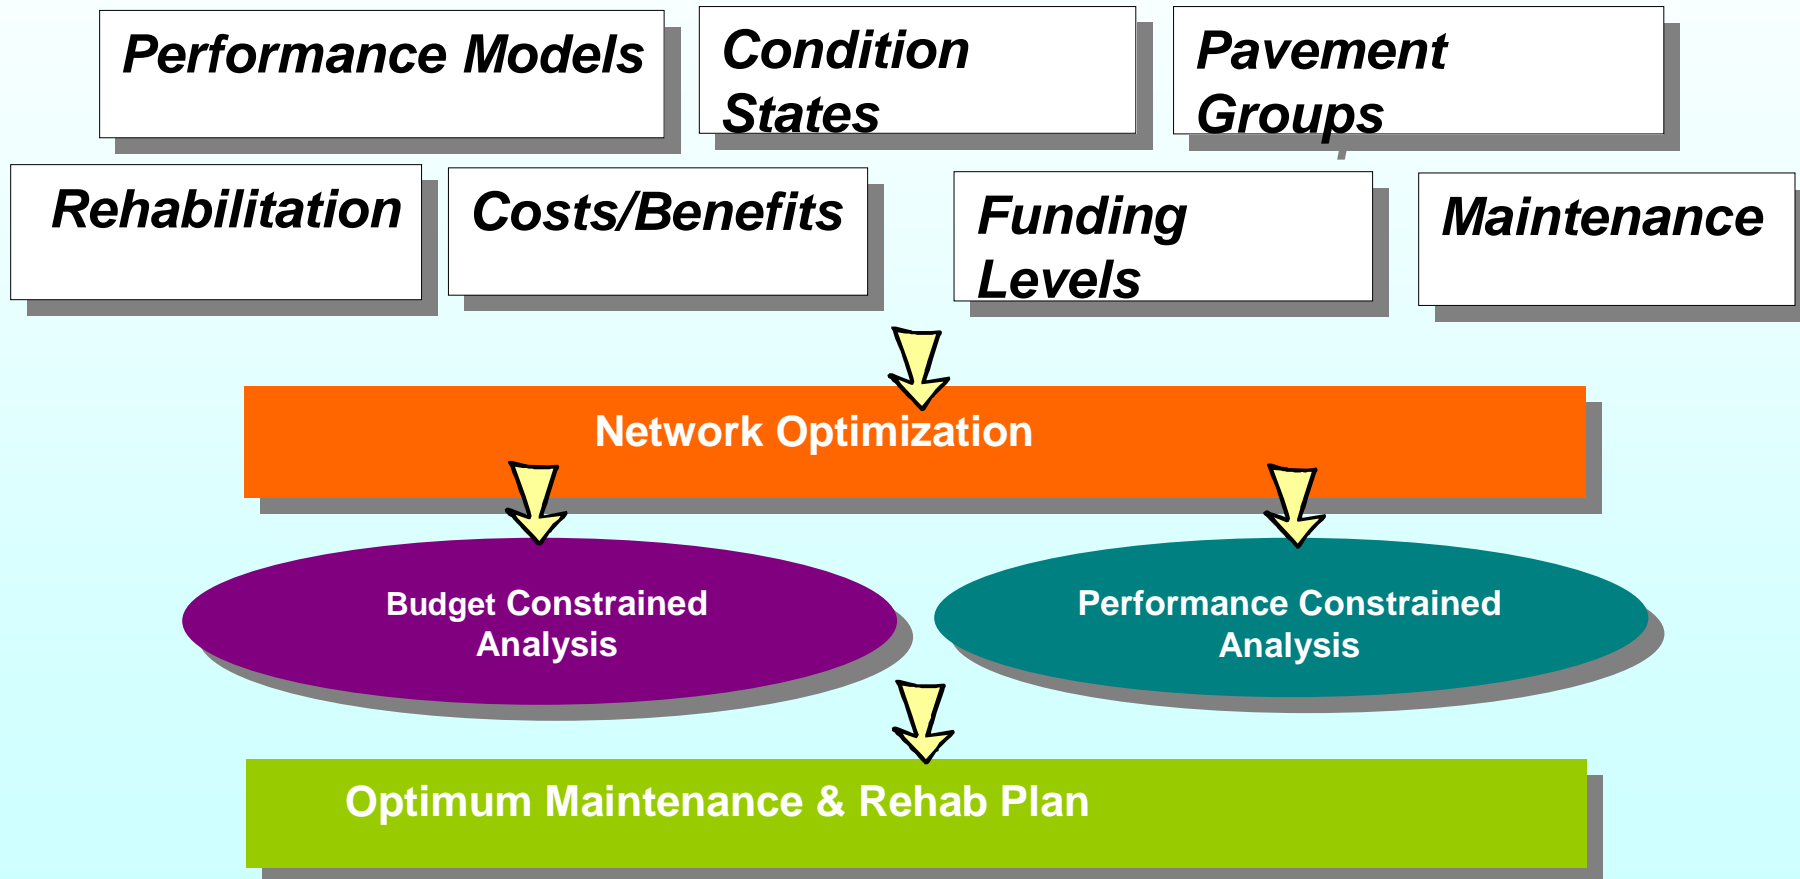 Performance Models
Condition
States
Pavement
Groups
Rehabilitation
Costs/Benefits
Funding
Levels
Maintenance
Network Optimization
Budget Constrained
Analysis
Performance Constrained
Analysis
Optimum Maintenance & Rehab Plan